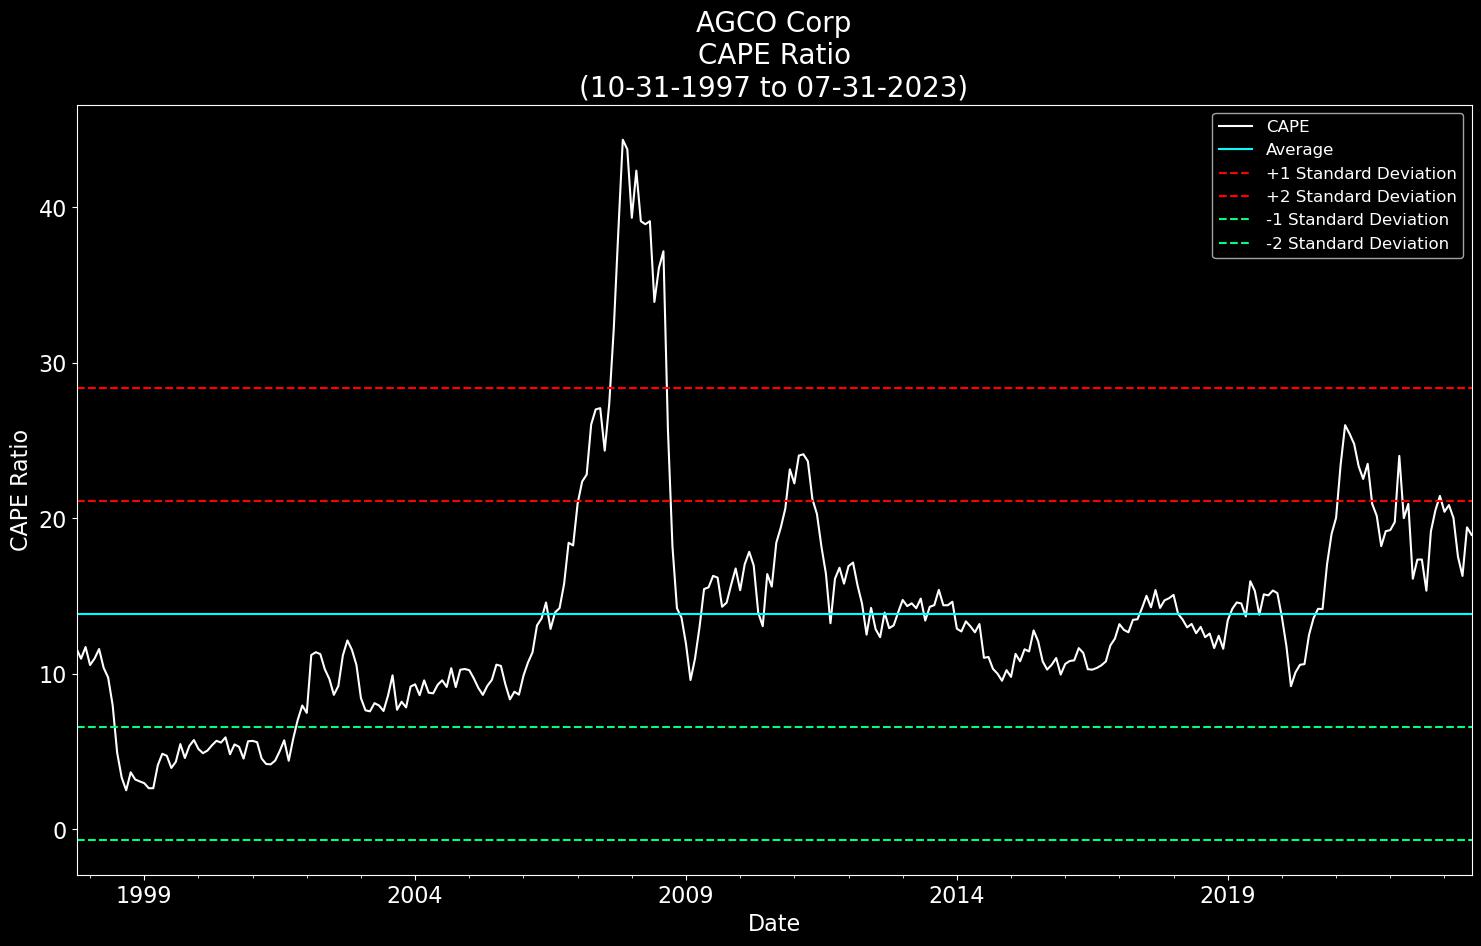 AGCO Corp
CAPE Ratio
(10-31-1997 to 07-31-2023)
CAPE
Average
+1 Standard Deviation
+2 Standard Deviation
-1 Standard Deviation
-2 Standard Deviation
CAPE Ratio
40
30
20
10
0
1999
2004
2009
2014
2019
Date